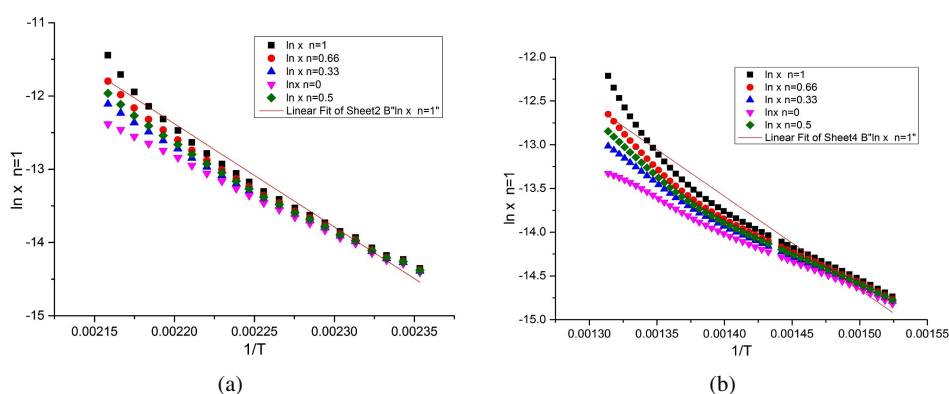 -11
-12
-13
-14
-15
ln x n=1
0.00215
0.00220
0.00225
0.00230
0.00235
1/T
ln x n=1
ln x n=0.66
ln x n=0.33
lnx n=0
ln x n=0.5
Linear Fit of Sheet2 B"ln x n=1"
(a)
-12.0
-12.5
-13.0
-13.5
-14.0
-14.5
-15.0
ln x n=1
0.00130
0.00135
0.00140
0.00145
0.00150
0.00155
1/T
ln x n=1
ln x n=0.66
ln x n=0.33
lnx n=0
ln x n=0.5
Linear Fit of Sheet4 B"ln x n=1"
(b)